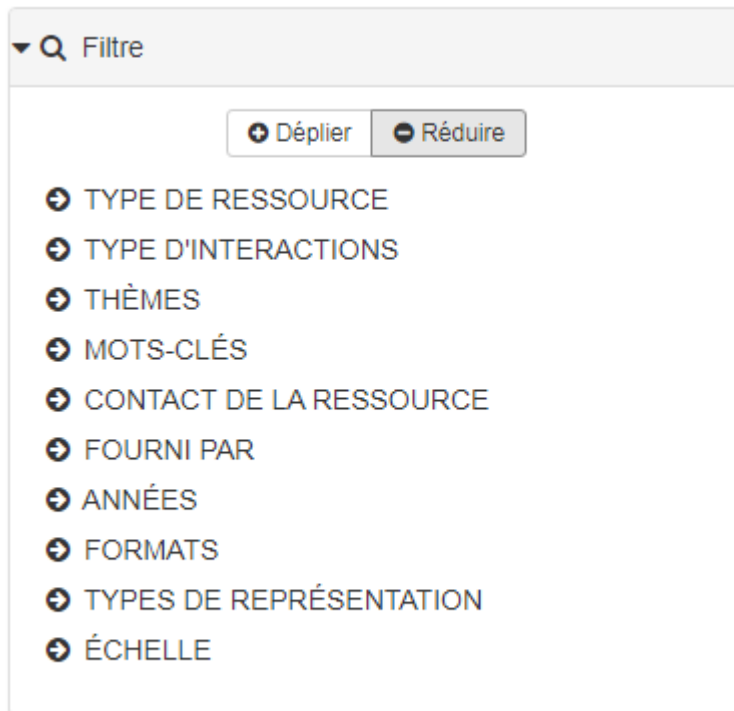 Filtre
Déplier Réduire
TYPE DE RESSOURCE
TYPE D'INTERACTIONS
THÈMES
MOTS-CLÉS
CONTACT DE LA RESSOURCE
FOURNI PAR
ANNÉES
FORMATS
TYPES DE REPRÉSENTATION
ÉCHELLE